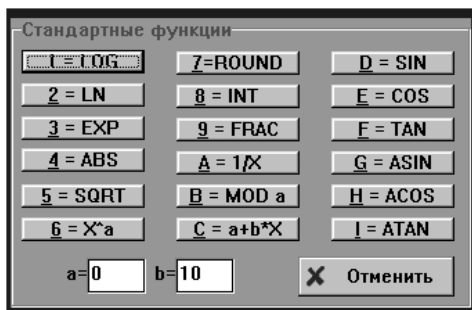 Стандартные функции
1 = LOG 7=ROUND D = SIN
2 = LN 8 = INT E = COS
3 = EXP 9 = FRAC F = TAN
4 = ABS A = 1/X G = ASIN
5 = SQRT B = MOD a H = ACOS
6 = X^a C = a+b*X I = ATAN
a= 0 b= 10 Отменить